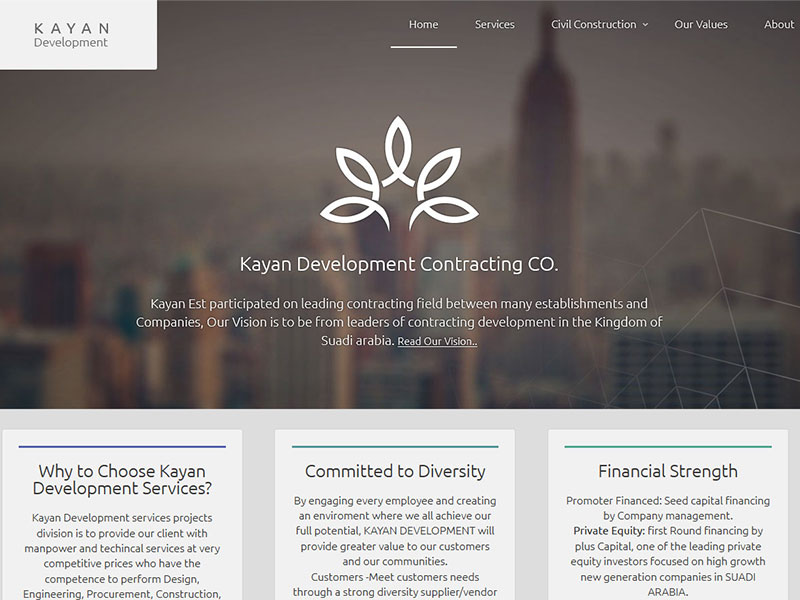 KAYAN
Development
Home Services Civil Construction Our Values About
Kayan Development Contracting CO.
Kayan Est participated on leading contracting field between many establishments and
Companies, Our Vision is to be from leaders of contracting development in the Kingdom of
Suadi arabia. Read Our Vision..
Why to Choose Kayan
Development Services?
Kayan Development services projects
division is to provide our client with
manpower and techincal services at very
competitive prices who have the
competence to perform Design,
Engineering, Procurement, Construction,
Committed to Diversity
By engaging every employee and creating
an enviroment where we all achieve our
full potential, KAYAN DEVELOPMENT will
provide greater value to our customers
and our communities.
Customers -Meet customers needs
through a strong diversity supplier/vendor
Financial Strength
Promoter Financed: Seed capital financing
by Company management.
Private Equity: first Round financing by
plus Capital, one of the leading private
equity investors focused on high growth
new generation companies in SUADI
ARABIA.